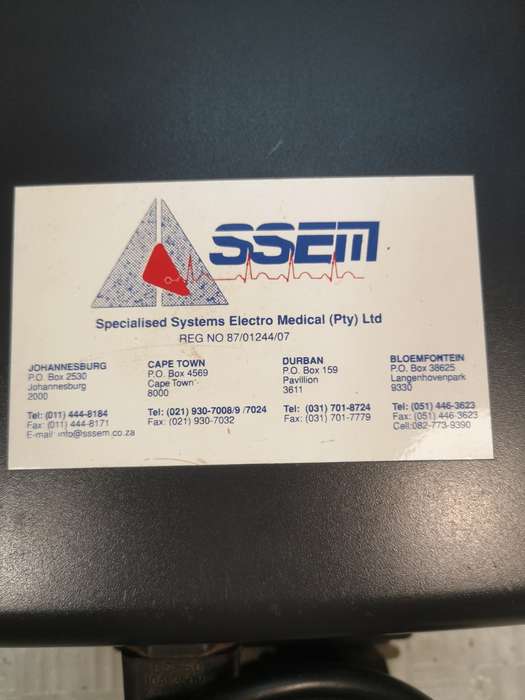 SSEM
Specialised Systems Electro Medical (Pty) Ltd
REG NO 87/01244/07
JOHANNESBURG
P.O. Box 2530
Johannesburg
2000
Tel: (011) 444-8184
Fax: (011) 444-8171
E-mail: info@sssem.co.za
CAPE TOWN
P.O. Box 4569
Cape Town
8000
Tel: (021) 930-7008/9 /7024
Fax: (021) 930-7032
DURBAN
P.O. Box 159
Pavillion
3611
Tel: (031) 701-8724
Fax: (031) 701-7779
BLOEMFONTEIN
P.O. Box 38625
Langenhovenpark
9330
Tel: (051) 446-3623
Fax: (051) 446-3623
Cell:082-773-9390